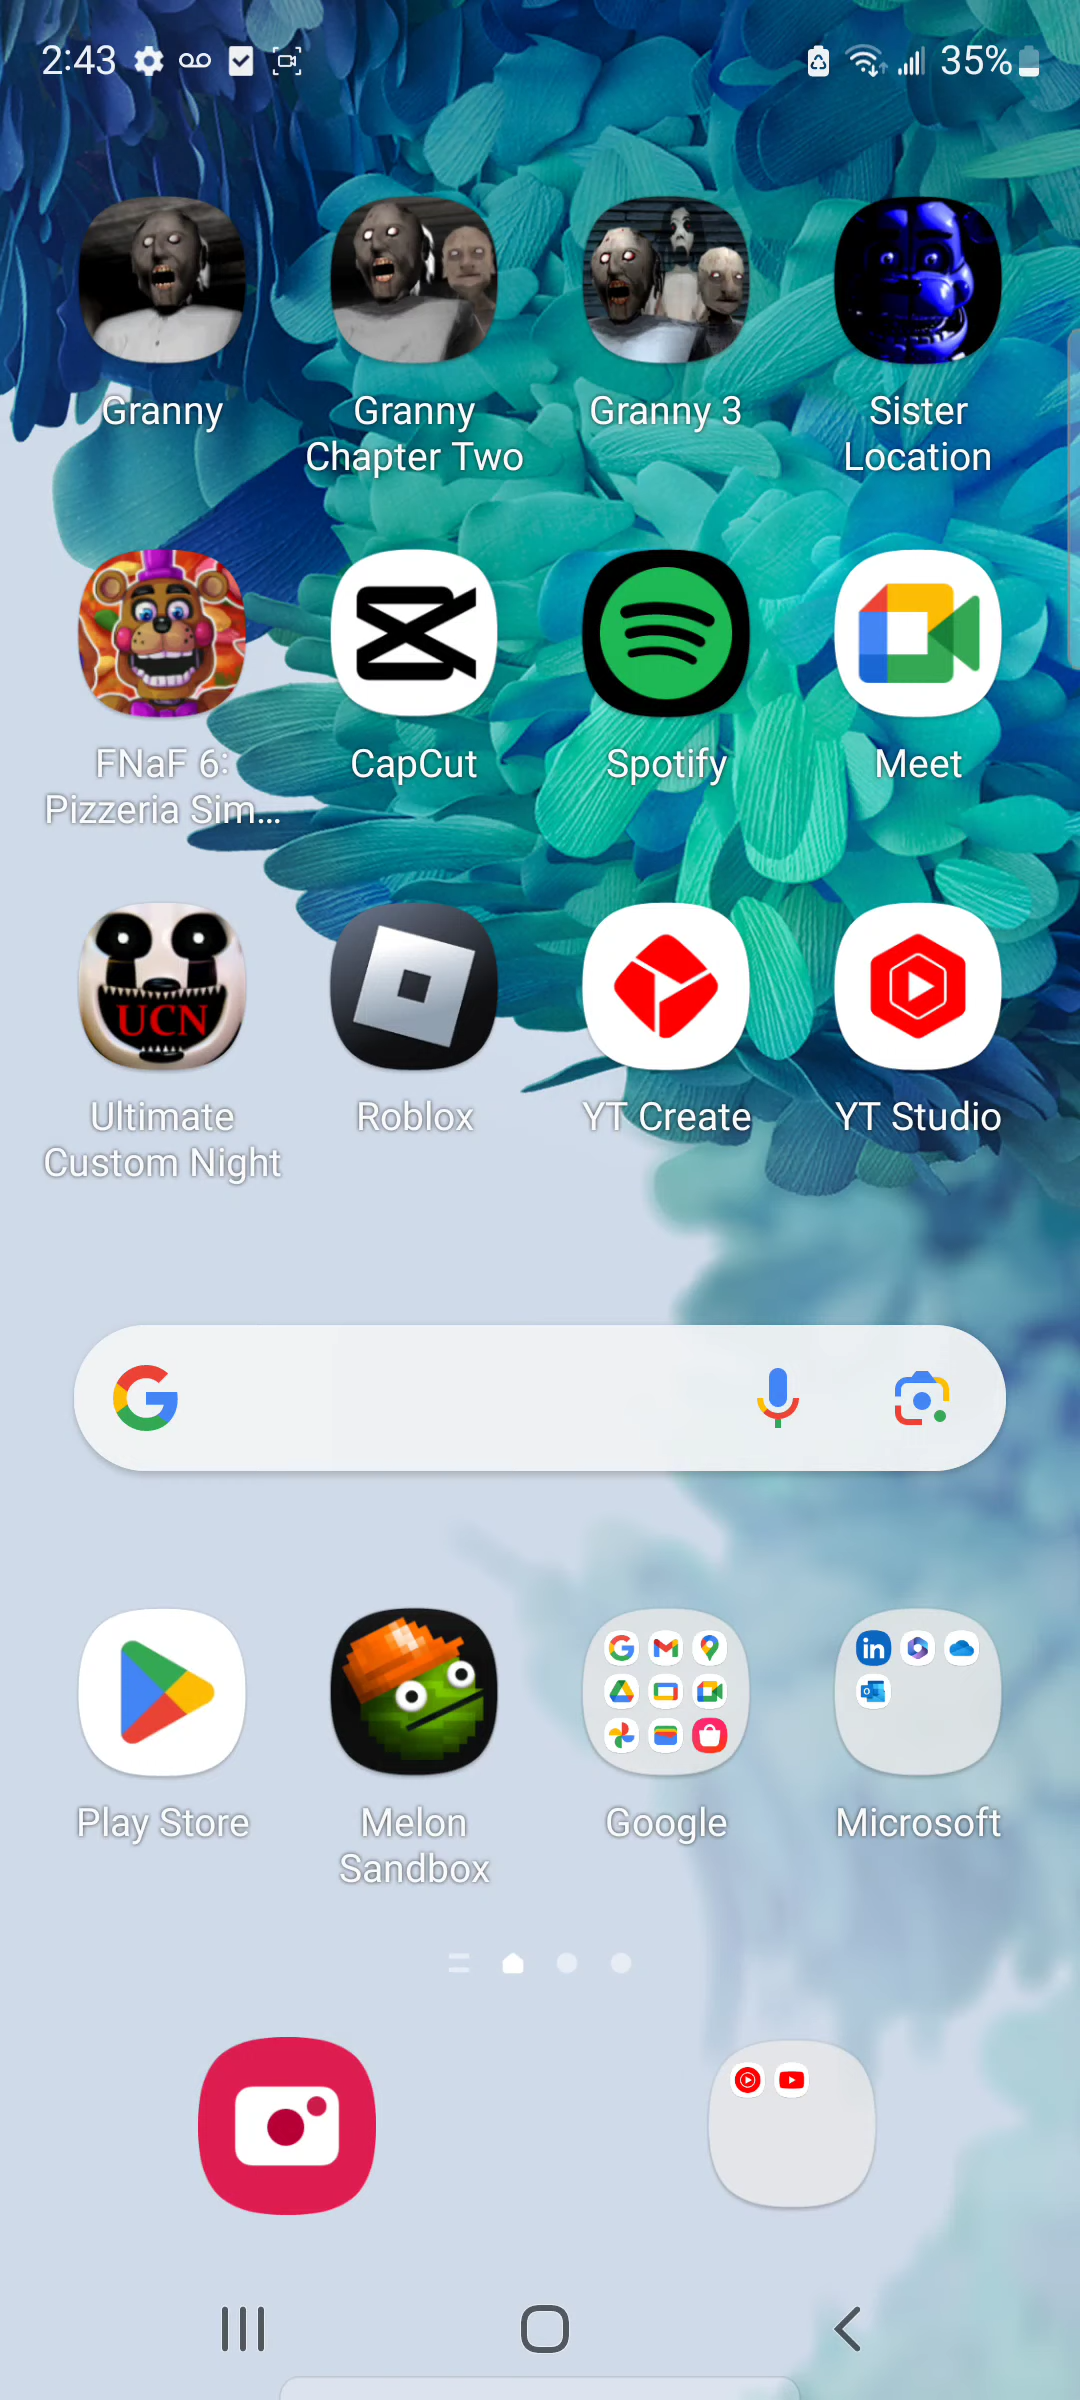 2:43 35%
Granny
Granny
Chapter Two
Granny 3
Sister
Location
FNaF 6:
Pizzeria Sim...
CapCut
Spotify
Meet
UCN
Ultimate
Custom Night
Roblox
YT Create
YT Studio
Play Store
Melon
Sandbox
in
Google
Microsoft